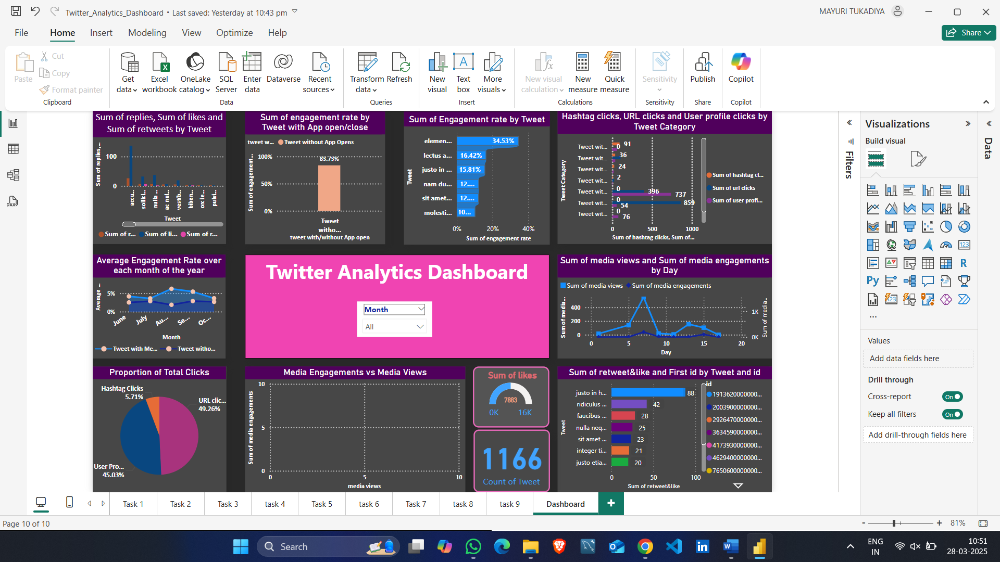 Twitter_Analytics_Dashboard • Last saved: Yesterday at 10:43 pm
MAYURI TUKADIYA
File Home Insert Modeling View Optimize Help
Share
Paste
Cut
Copy
Format painter
Clipboard
Get data
Excel workbook
OneLake catalog
SQL Server
Enter data
Dataverse
Recent sources
Data
Transform data
Refresh
Queries
New visual
Text box
More visuals
Insert
New visual calculation
New measure
Quick measure
Calculations
Sensitivity
Sensitivity
Publish
Share
Copilot
Copilot
Sum of replies, Sum of likes and
Sum of retweets by Tweet
Sum of replies,...
100
0
accu...
sollici...
nulla ...
ac nul...
vestib...
biben...
orc ie...
pulvi...
Tweet
Sum of r... Sum of li... Sum of r...
Sum of engagement rate by
Tweet with App open/close
tweet w... Tweet without App Opens
Sum of engagement...
100%
50%
0%
83.73%
Tweet
witho...
tweet with/without App open
Sum of Engagement rate by Tweet
Tweet
elemen... 34.53%
lectus a... 16.42%
justo in ... 15.81%
nam du... 12....
sit amet... 12....
molesti... 10...
0% 20% 40%
Sum of engagement rate
Hashtag clicks, URL clicks and User profile clicks by
Tweet Category
Tweet Category
Tweet wit... 0 91
Tweet wit... 36
Tweet wit... 24
Tweet wit... 2
Tweet wit... 0 396 737
Tweet wit... 0 54 859
Tweet wit... 0 76
0 500 1000
Sum of hashtag clicks, Sum of...
Sum of hashtag cl...
Sum of url clicks
Sum of user profi...
Average Engagement Rate over
each month of the year
Average ..
5%
0%
June July Au... Se... Oc...
Month
Tweet with Me... Tweet witho...
Twitter Analytics Dashboard
Month
All
Sum of media views and Sum of media engagements
by Day
Sum of media views Sum of media engagements
Sum of media...
400
200
0
1K
0K
Sum of media...
0 5 10 15 20
Day
Proportion of Total Clicks
Hashtag Clicks
5.71%
URL clic...
49.26%
User Pro...
45.03%
Media Engagements vs Media Views
Sum of media engagements
10
5
0
0 5 10
media views
Sum of likes
7883
0K 16K
1166
Count of Tweet
Sum of retweet&like and First id by Tweet and id
Tweet
justo in h... 88
ridiculus ... 42
faucibus ... 28
nulla neq... 25
sit amet ... 23
integer ti... 21
justo etia... 20
0 50 100
Sum of retweet&like
id
1913620000000...
2003900000000...
2926470000000...
3634590000000...
4173930000000...
4629400000000...
7650600000000...
Filters
Visualizations
Build visual
Values
Add data fields here
Drill through
Cross-report On
Keep all filters On
Add drill-through fields here
Data
Task 1 Task 2 Task 3 task 4 Task 5 task 6 Task 7 task 8 task 9 Dashboard +
Page 10 of 10
- + 81%
Search
ENG
IN
10:51
28-03-2025